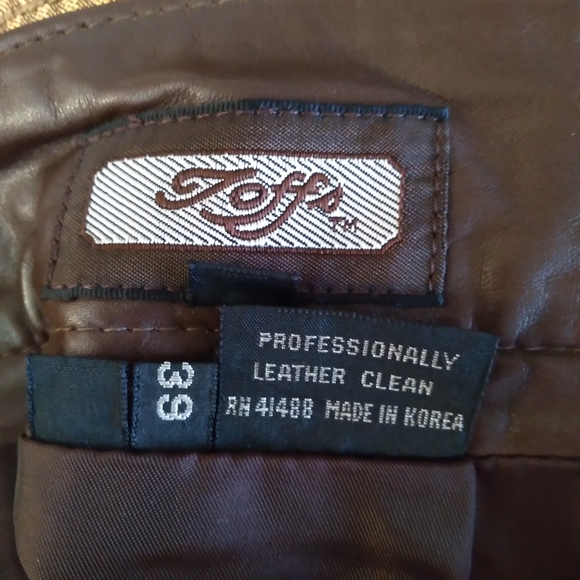 Toffs TM
PROFESSIONALLY
LEATHER CLEAN
RN 41488 MADE IN KOREA
39